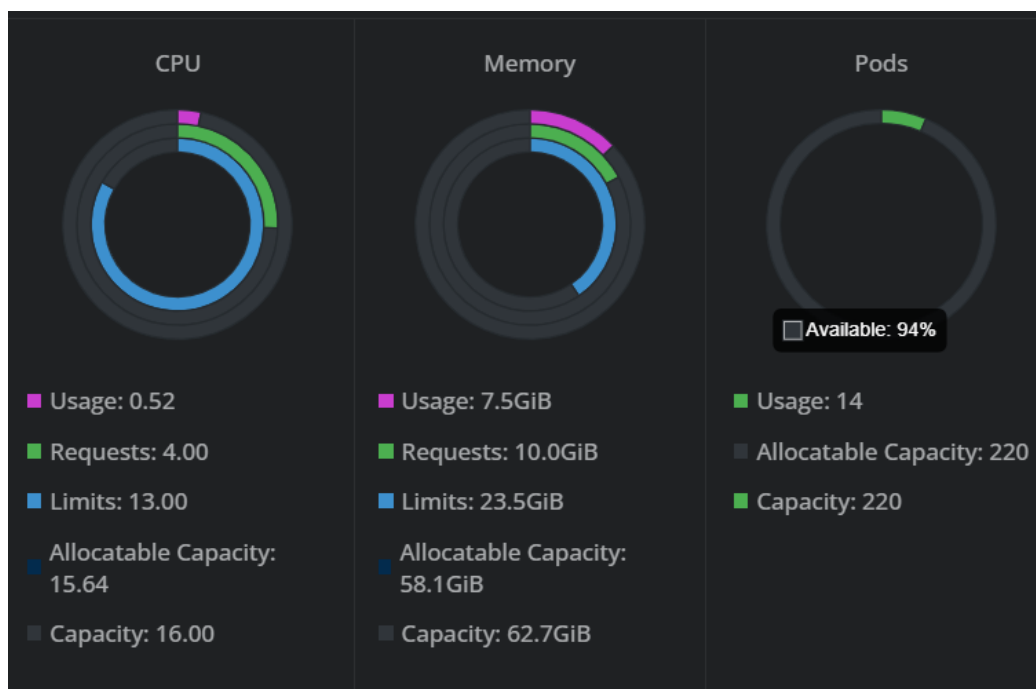 CPU
Usage: 0.52
Requests: 4.00
Limits: 13.00
Allocatable Capacity:
15.64
Capacity: 16.00
Memory
Usage: 7.5GiB
Requests: 10.0GiB
Limits: 23.5GiB
Allocatable Capacity:
58.1GiB
Capacity: 62.7GiB
Pods
Available: 94%
Usage: 14
Allocatable Capacity: 220
Capacity: 220